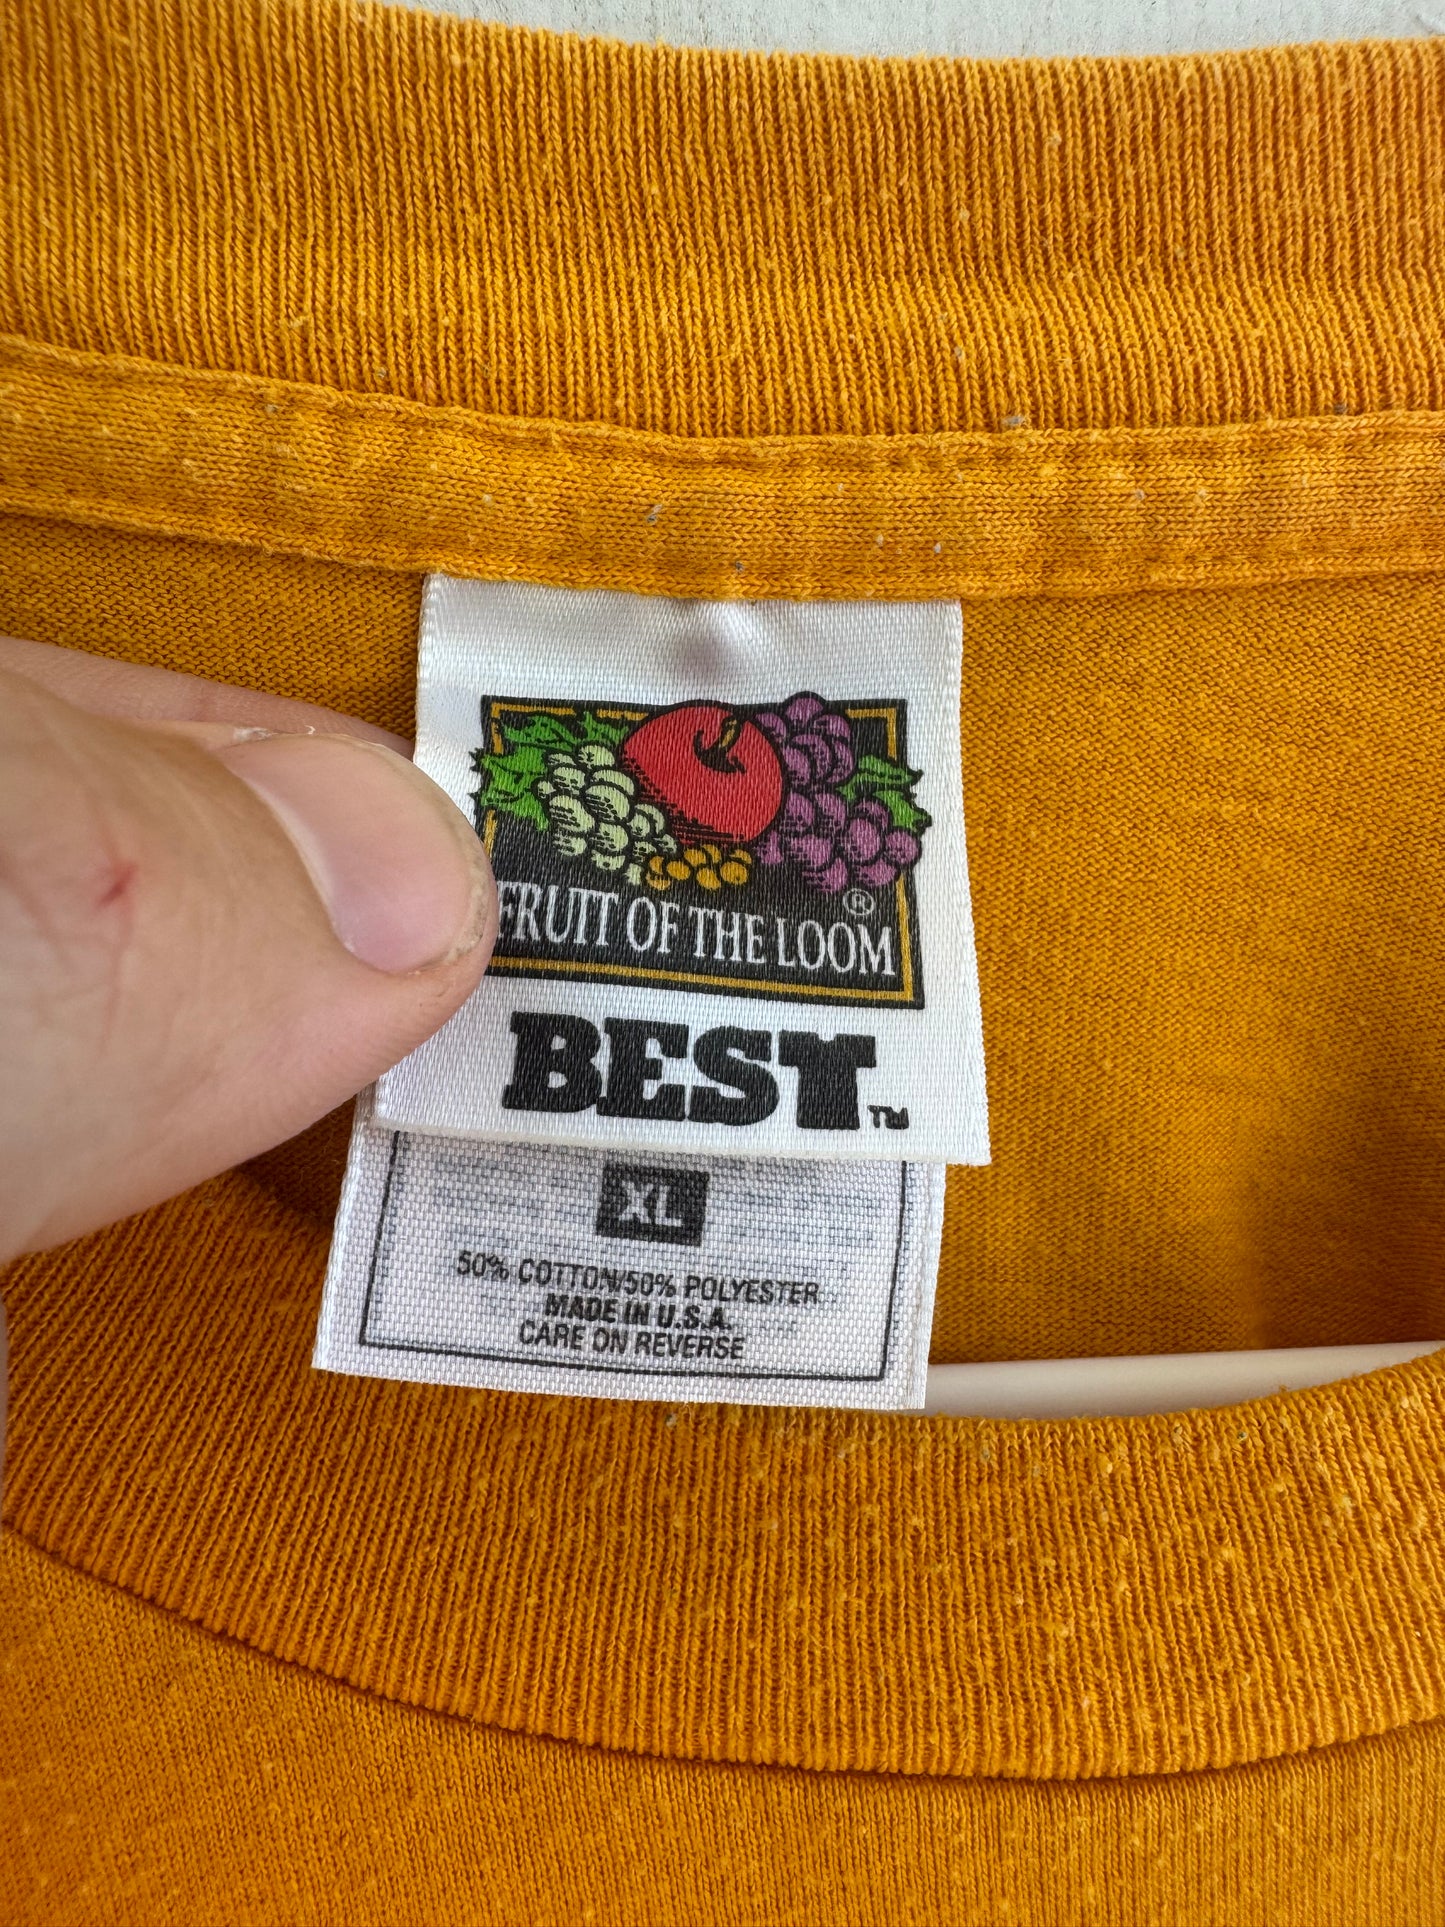 FRUIT OF THE LOOM ®
BEST™
XL
50% COTTON/50% POLYESTER
MADE IN U.S.A.
CARE ON REVERSE